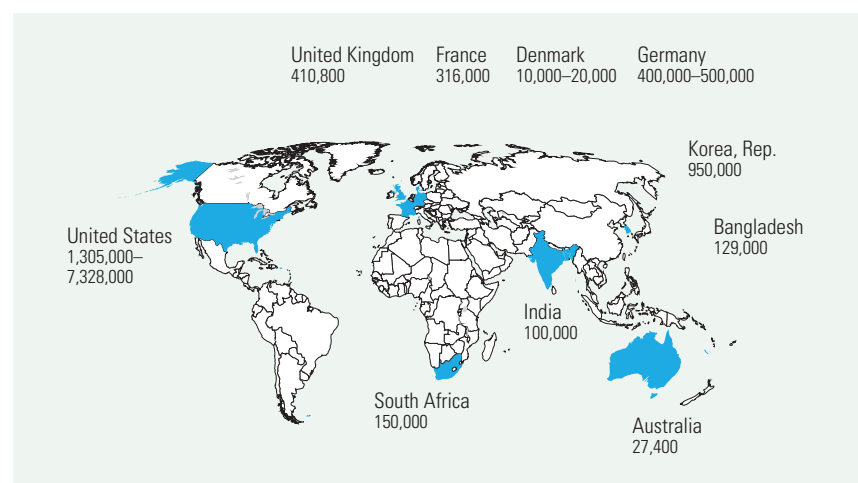 United Kingdom
410,800
France
316,000
Denmark
10,000–20,000
Germany
400,000–500,000
Korea, Rep.
950,000
Bangladesh
129,000
United States
1,305,000–
7,328,000
India
100,000
South Africa
150,000
Australia
27,400